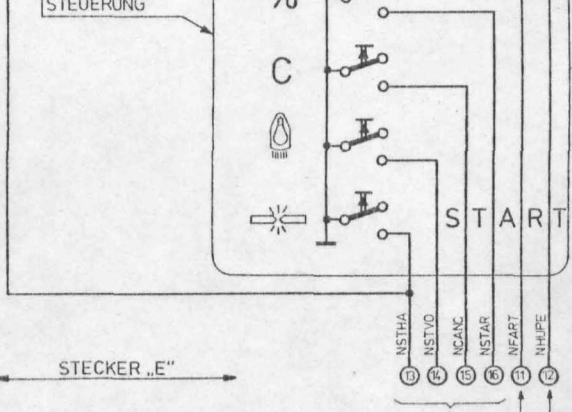 STEUERUNG
%
C
START
NSTHA
NSTVO
NCANC
NSTAR
NFART
NHUPE
13 14 15 16 11 12
STECKER „E"